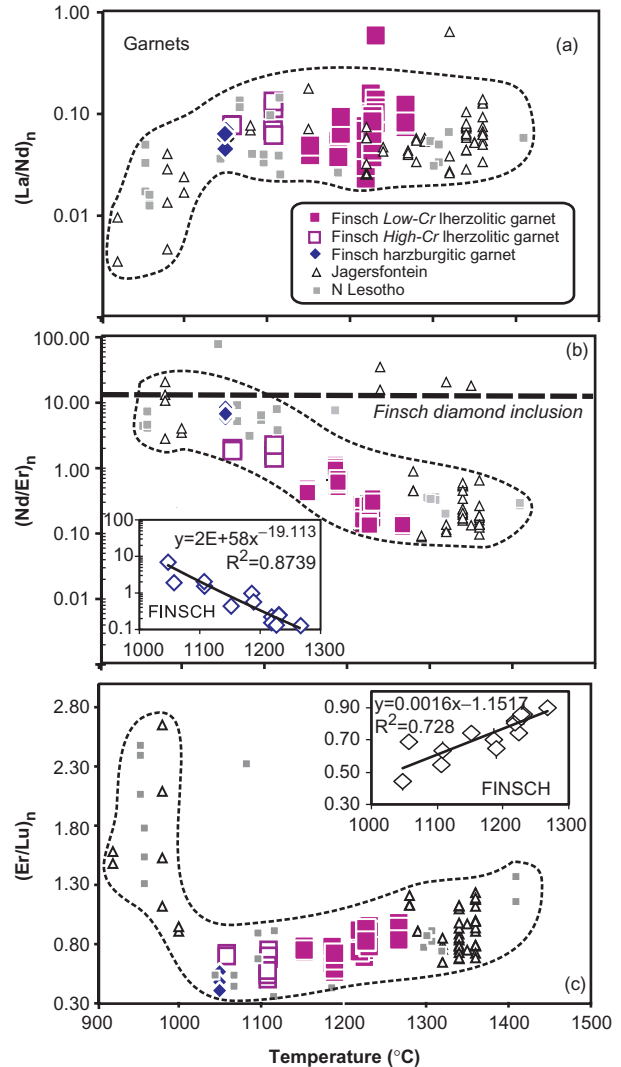 1.00
Garnets
(a)
0.10
(La/Nd)n
0.01
Finsch Low-Cr lherzolitic garnet
Finsch High-Cr lherzolitic garnet
Finsch harzburgitic garnet
Jagersfontein
N Lesotho
100.00
(b)
10.00
Finsch diamond inclusion
(Nd/Er)n
1.00
0.10
0.01
100
y=2E+58x−19.113
10
R2=0.8739
1
FINSCH
0.1
1000 1100 1200 1300
2.80
0.90
y=0.0016x−1.1517
R2=0.728
0.70
0.50
FINSCH
0.30
1000 1100 1200 1300
2.30
(Er/Lu)n
1.80
1.30
0.80
0.30
(c)
900 1000 1100 1200 1300 1400 1500
Temperature (°C)